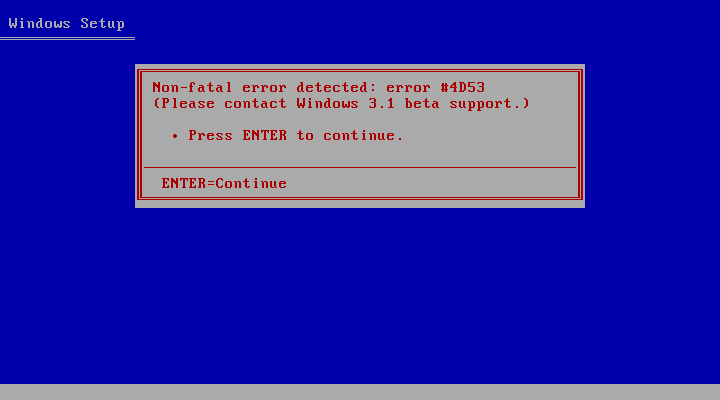 Windows Setup
Non-fatal error detected: error #4D53
(Please contact Windows 3.1 beta support.)
• Press ENTER to continue.
ENTER=Continue